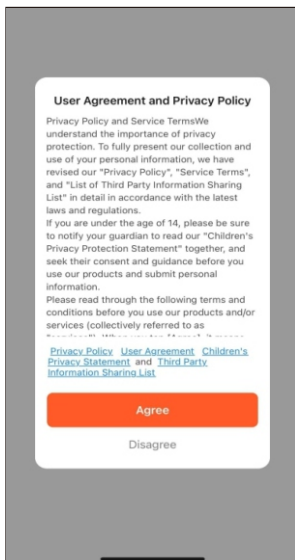 User Agreement and Privacy Policy
Privacy Policy and Service TermsWe
understand the importance of privacy
protection. To fully present our collection and
use of your personal information, we have
revised our "Privacy Policy", "Service Terms",
and "List of Third Party Information Sharing
List" in detail in accordance with the latest
laws and regulations.
If you are under the age of 14, please be sure
to notify your guardian to read our "Children's
Privacy Protection Statement" together, and
seek their consent and guidance before you
use our products and submit personal
information.
Please read through the following terms and
conditions before you use our products and/or
services (collectively referred to as
Privacy Policy User Agreement Children's
Privacy Statement and Third Party
Information Sharing List
Agree
Disagree